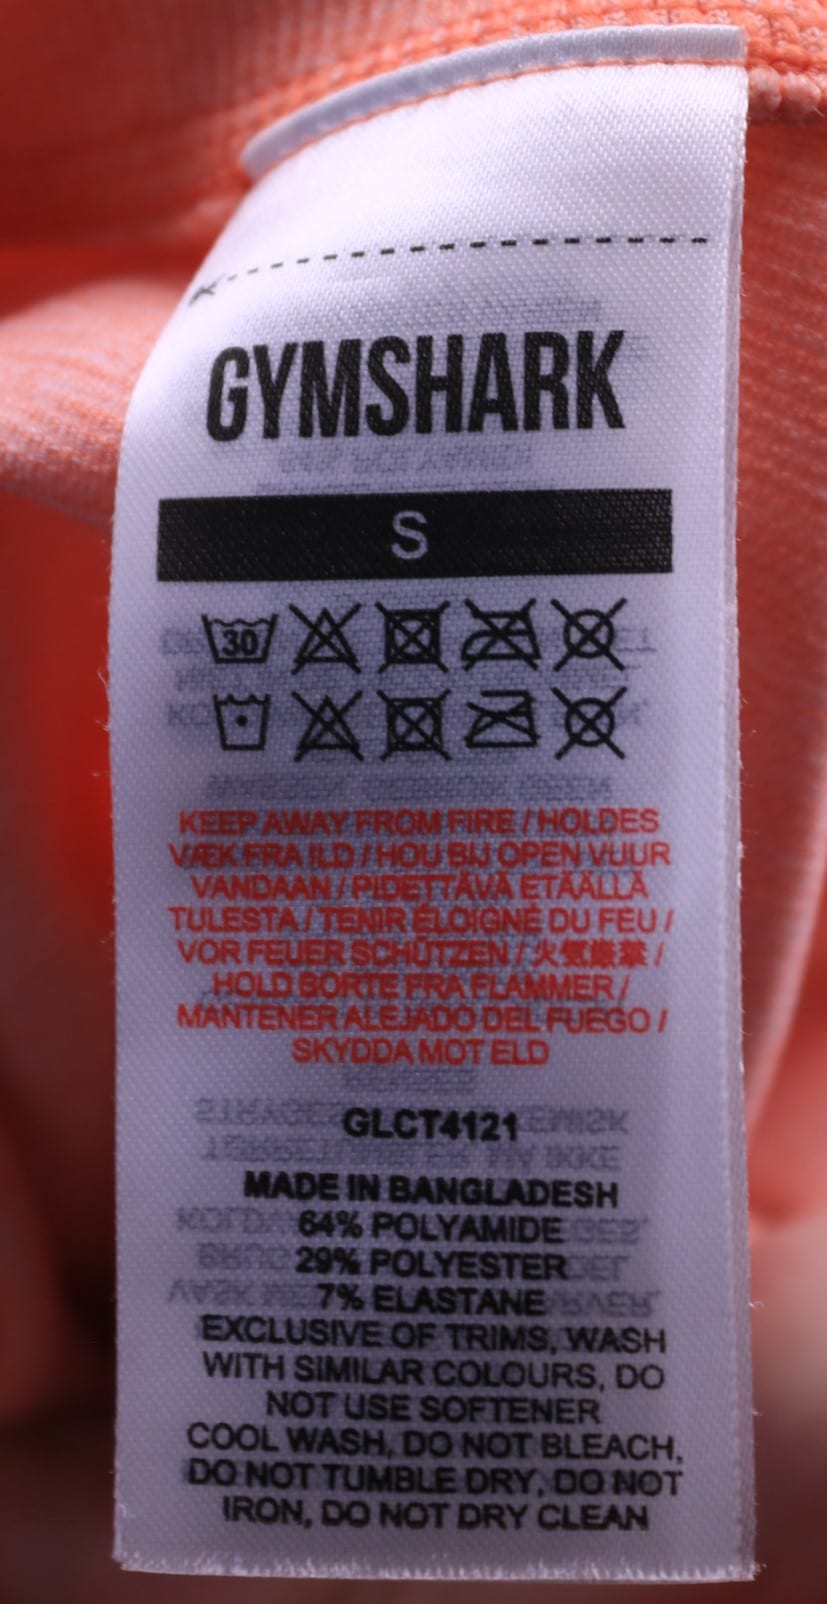 GYMSHARK
S
30
KEEP AWAY FROM FIRE / HOLDES
VÆK FRA ILD / HOU BIJ OPEN VUUR
VANDAAN / PIDETTÄVÄ ETÄÄLLÄ
TULESTA / TENIR ÉLOIGNÉ DU FEU /
VOR FEUER SCHÜTZEN / 火気厳禁 /
HOLD BORTE FRA FLAMMER /
MANTENER ALEJADO DEL FUEGO /
SKYDDA MOT ELD
GLCT4121
MADE IN BANGLADESH
64% POLYAMIDE
29% POLYESTER
7% ELASTANE
EXCLUSIVE OF TRIMS, WASH
WITH SIMILAR COLOURS, DO
NOT USE SOFTENER
COOL WASH, DO NOT BLEACH,
DO NOT TUMBLE DRY, DO NOT
IRON, DO NOT DRY CLEAN